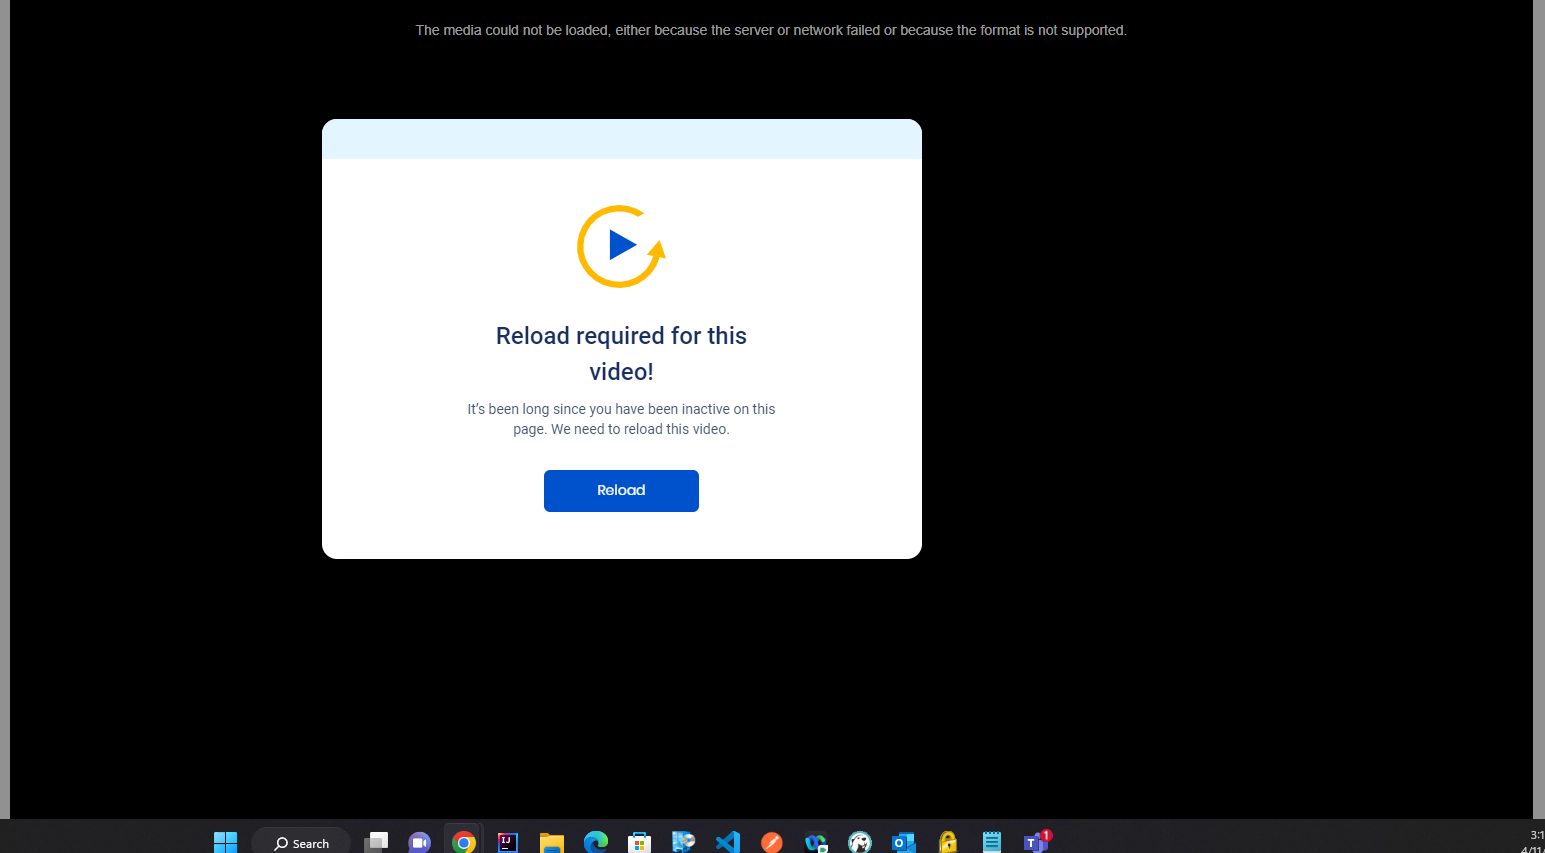 The media could not be loaded, either because the server or network failed or because the format is not supported.
Reload required for this
video!
It’s been long since you have been inactive on this
page. We need to reload this video.
Reload
Search
IJ
O
T
1
3:1
4/11/